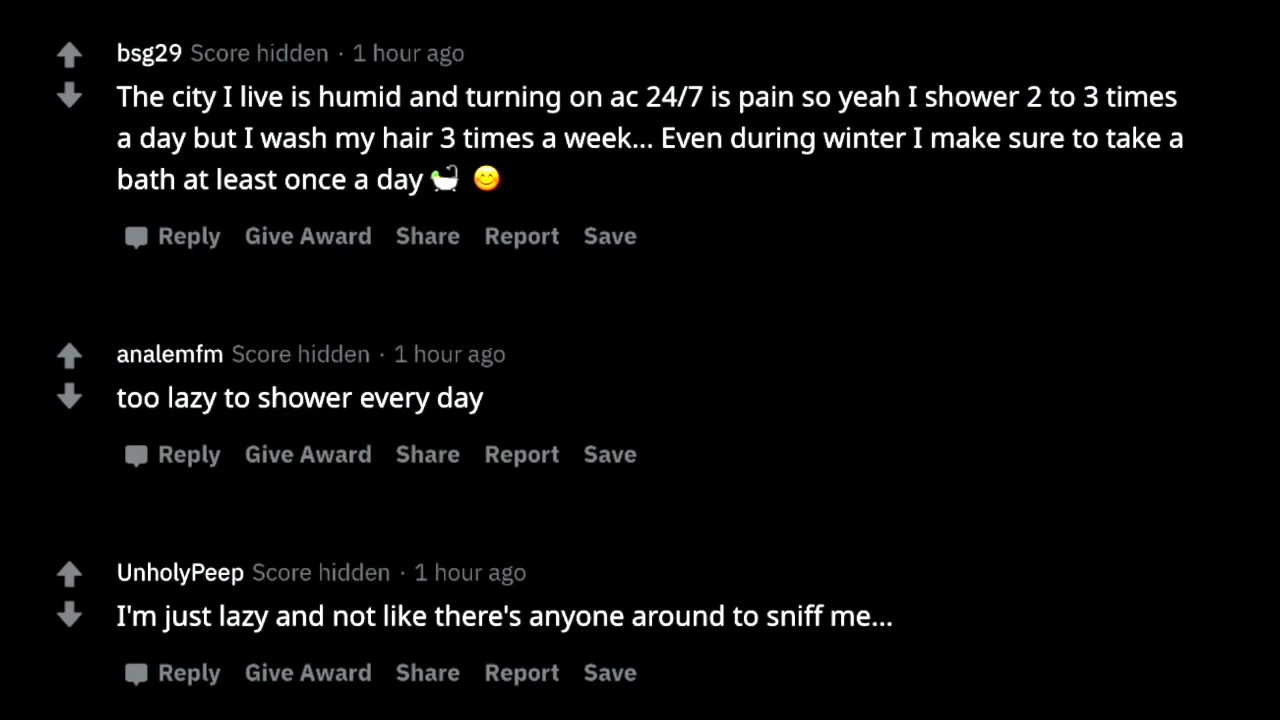 bsg29 Score hidden · 1 hour ago
The city I live is humid and turning on ac 24/7 is pain so yeah I shower 2 to 3 times
a day but I wash my hair 3 times a week... Even during winter I make sure to take a
bath at least once a day 🛀 😊
Reply Give Award Share Report Save
analemfm Score hidden · 1 hour ago
too lazy to shower every day
Reply Give Award Share Report Save
UnholyPeep Score hidden · 1 hour ago
I'm just lazy and not like there's anyone around to sniff me...
Reply Give Award Share Report Save